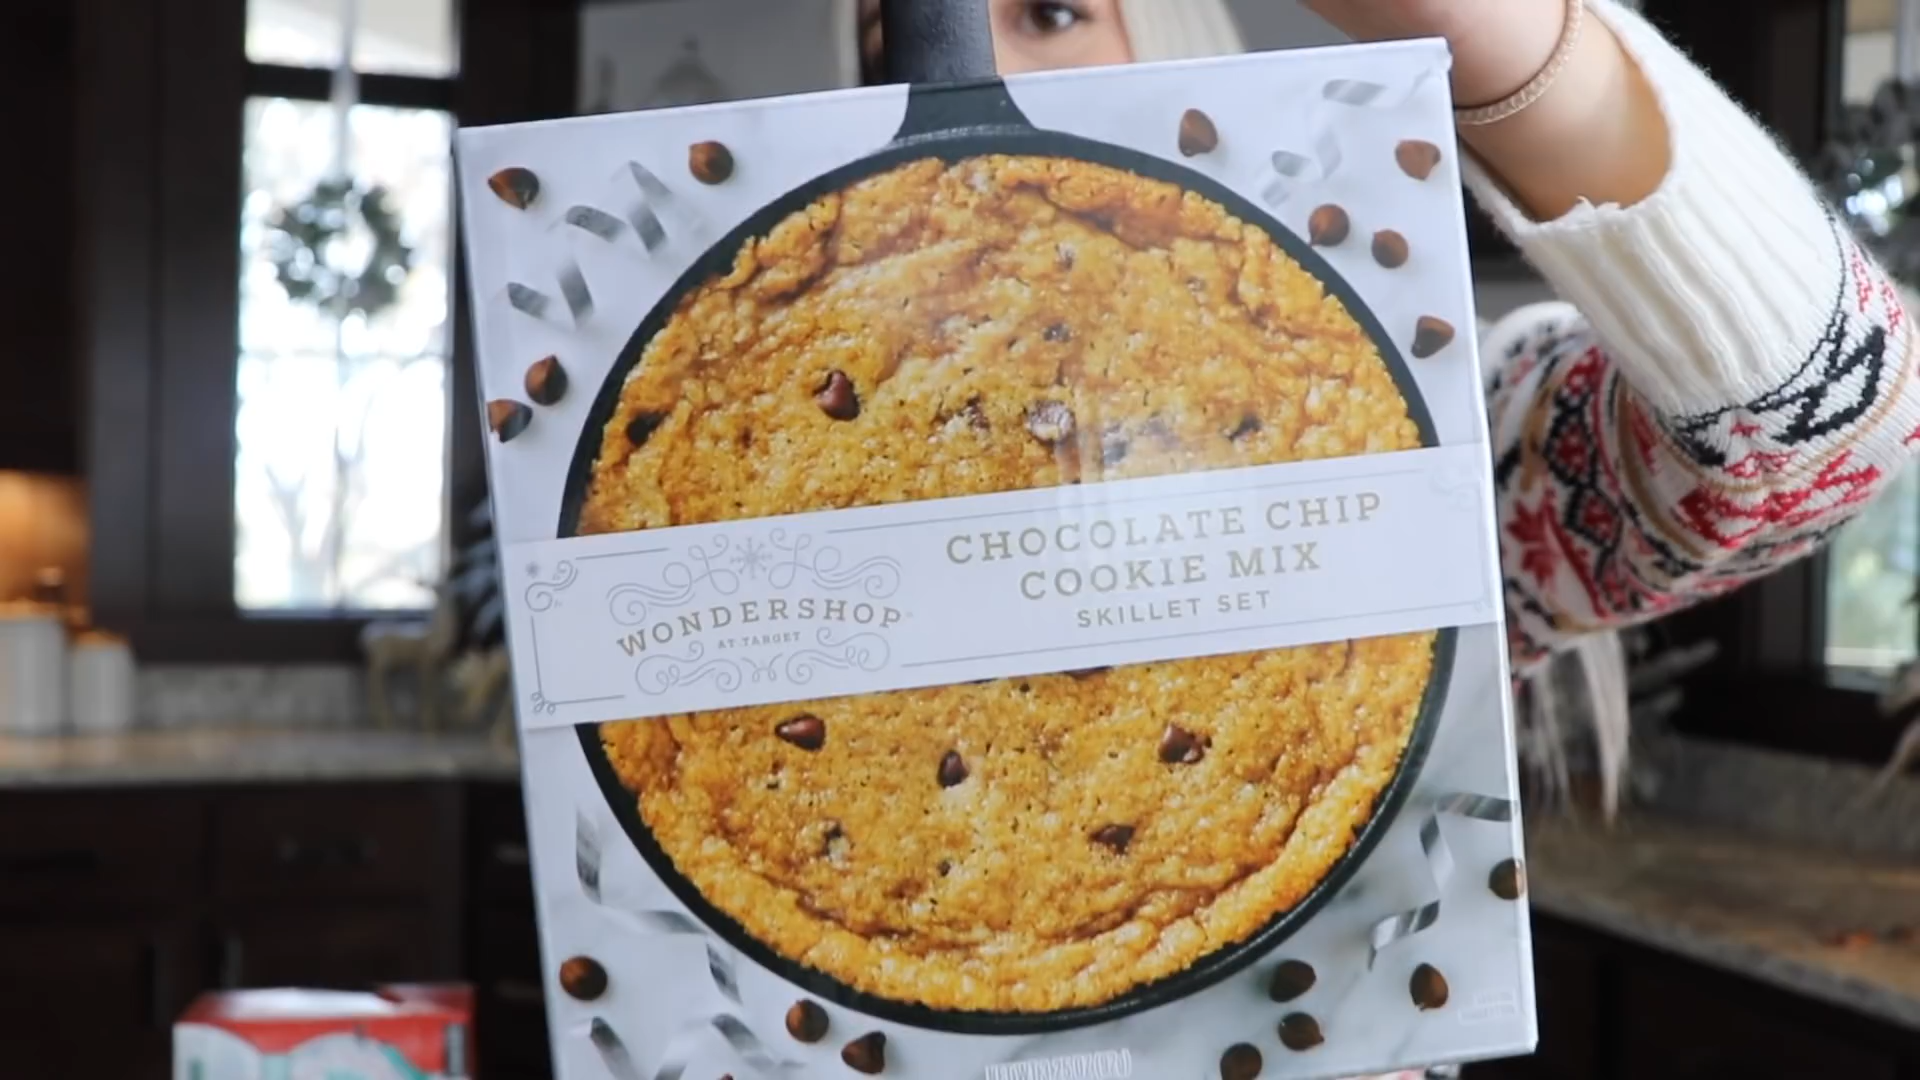 WONDERSHOP
AT TARGET
CHOCOLATE CHIP
COOKIE MIX
SKILLET SET